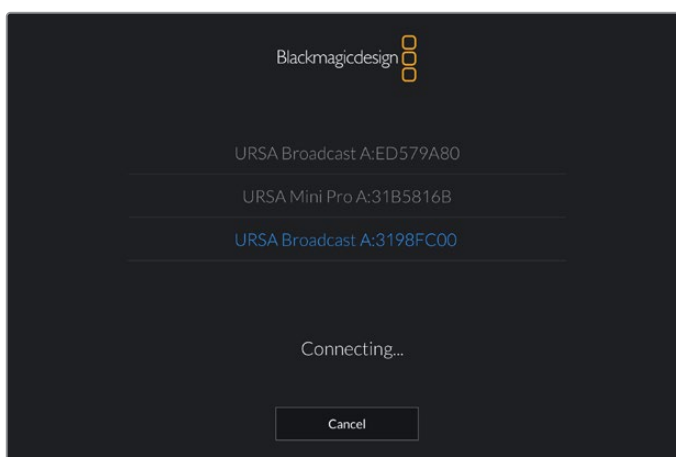 Blackmagicdesign
URSA Broadcast A:ED579A80
URSA Mini Pro A:31B5816B
URSA Broadcast A:3198FC00
Connecting...
Cancel